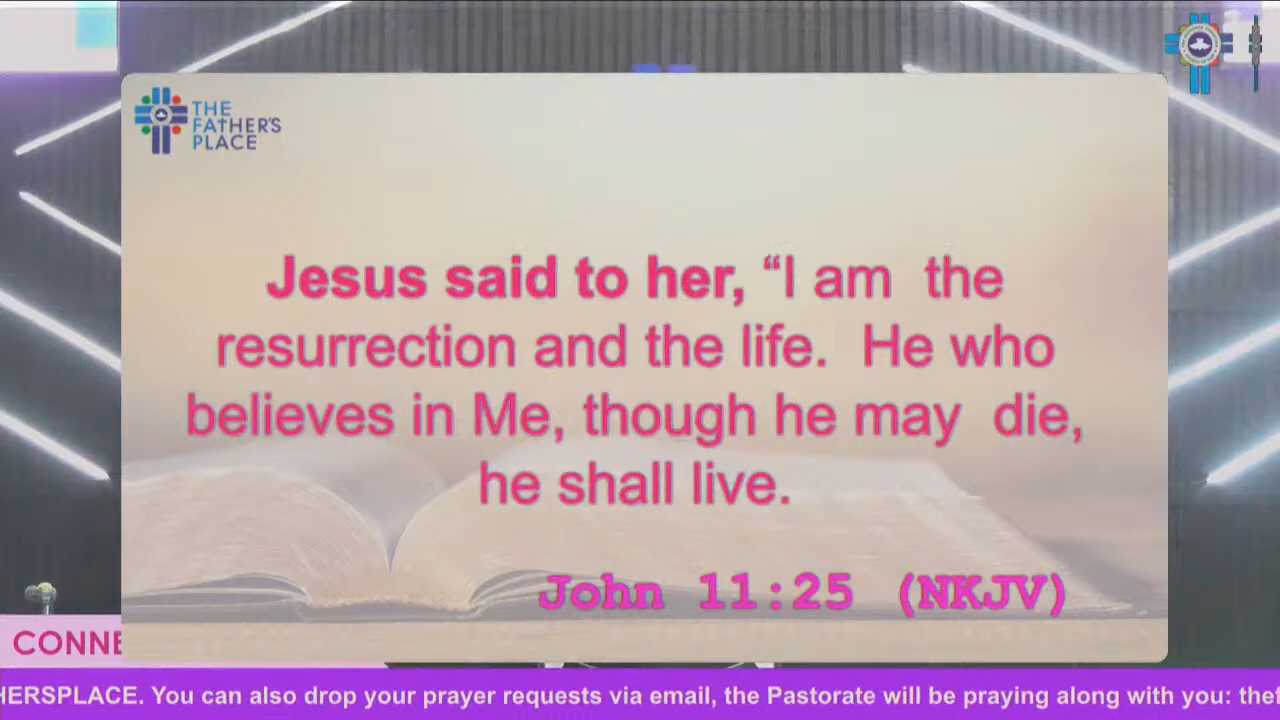 THE
FATHER'S
PLACE
Jesus said to her, “I am the
resurrection and the life. He who
believes in Me, though he may die,
he shall live.
John 11:25 (NKJV)
CONNE
HERSPLACE. You can also drop your prayer requests via email, the Pastorate will be praying along with you: thef